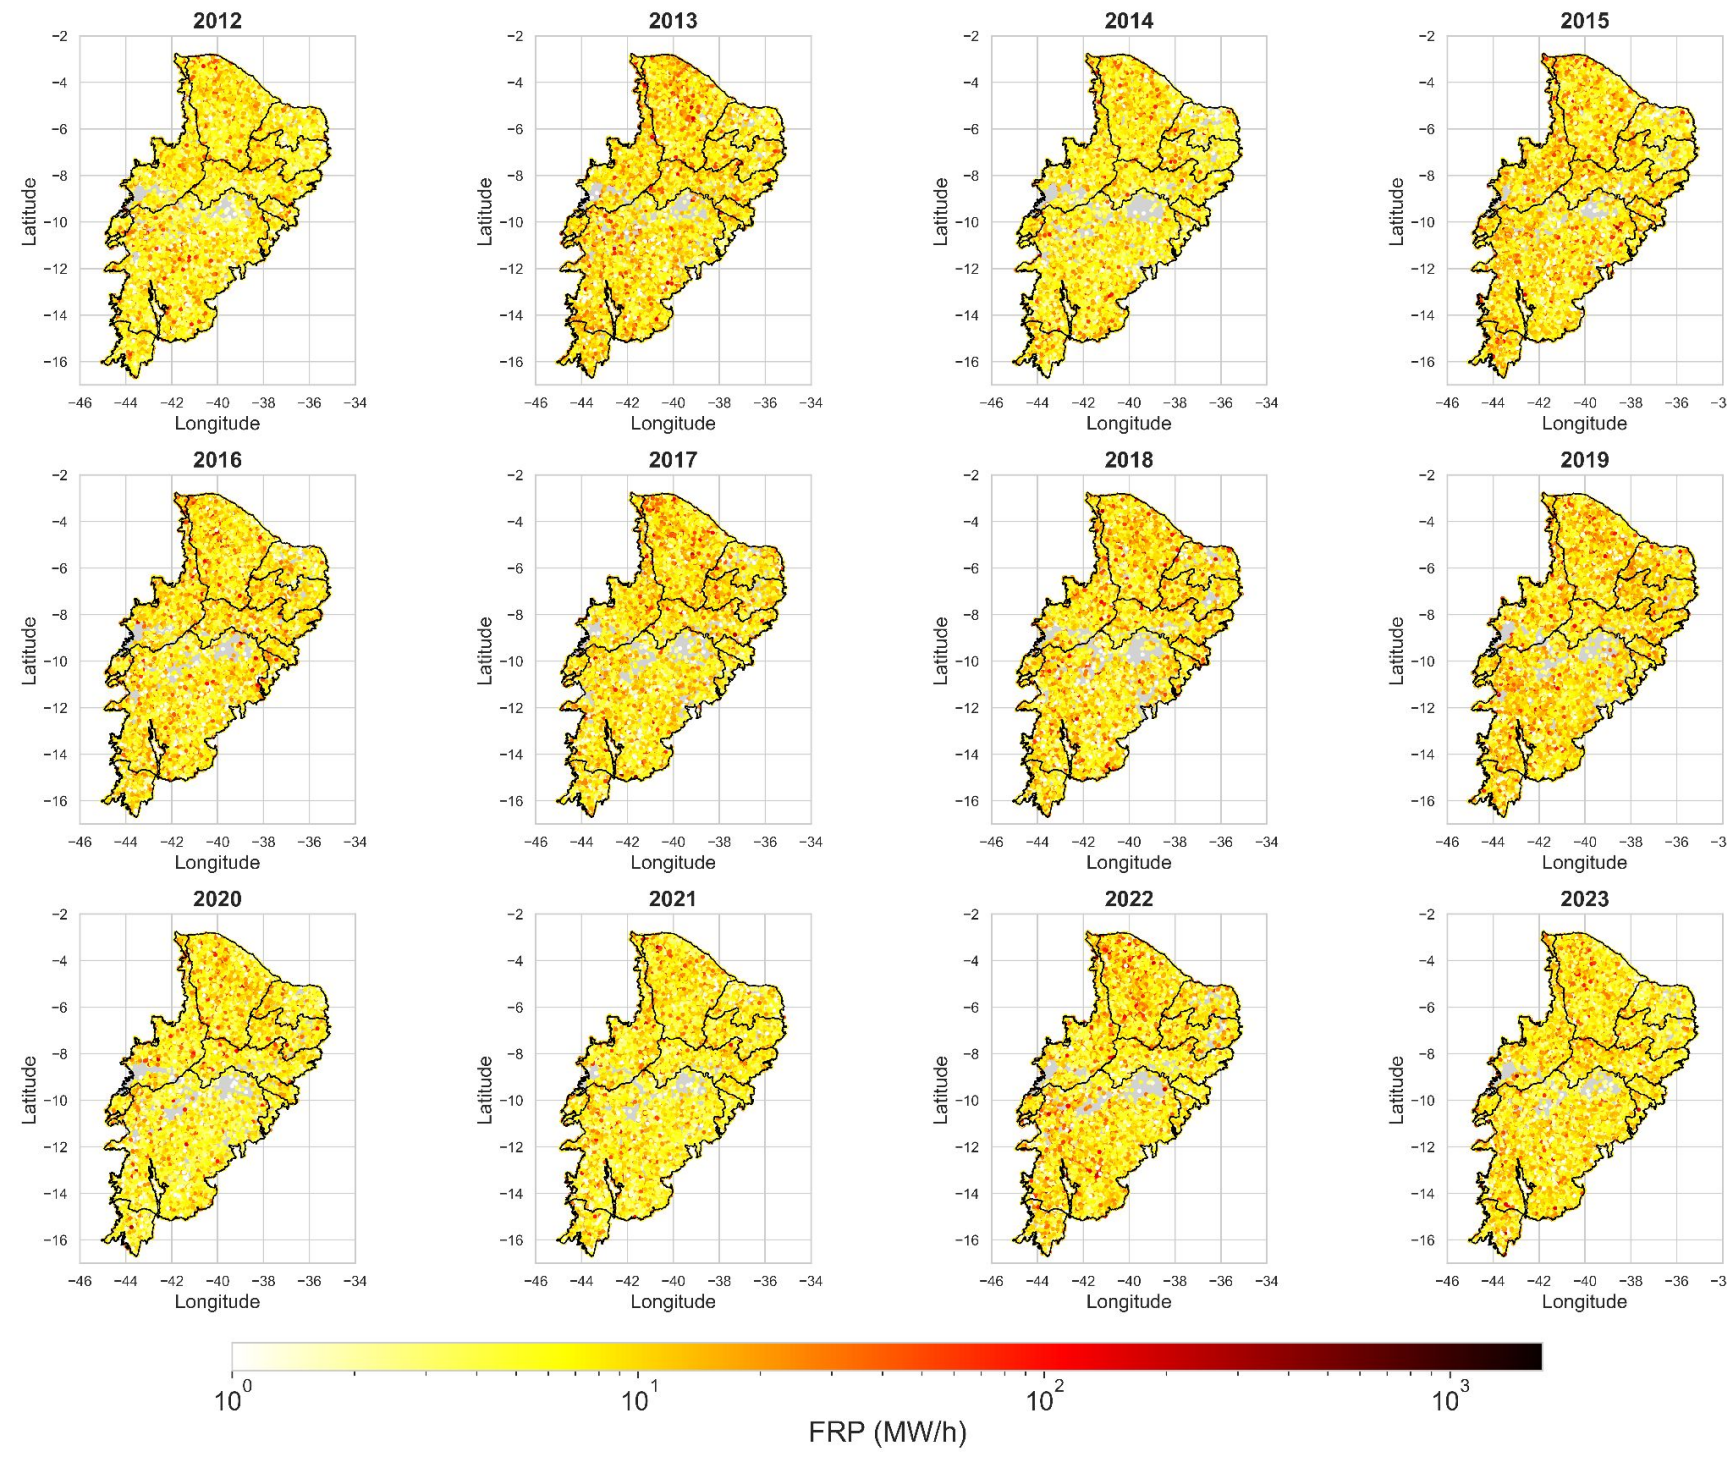 2012 2013 2014 2015
−2 −2 −2 −2
−4 −4 −4 −4
−6 −6 −6 −6
−8 −8 −8 −8
−10 −10 −10 −10
−12 −12 −12 −12
−14 −14 −14 −14
−16 −16 −16 −16
Latitude Latitude Latitude Latitude
−46 −44 −42 −40 −38 −36 −34 −46 −44 −42 −40 −38 −36 −34 −46 −44 −42 −40 −38 −36 −34 −46 −44 −42 −40 −38 −36 −3
Longitude Longitude Longitude Longitude
2016 2017 2018 2019
−2 −2 −2 −2
−4 −4 −4 −4
−6 −6 −6 −6
−8 −8 −8 −8
−10 −10 −10 −10
−12 −12 −12 −12
−14 −14 −14 −14
−16 −16 −16 −16
Latitude Latitude Latitude Latitude
−46 −44 −42 −40 −38 −36 −34 −46 −44 −42 −40 −38 −36 −34 −46 −44 −42 −40 −38 −36 −34 −46 −44 −42 −40 −38 −36 −3
Longitude Longitude Longitude Longitude
2020 2021 2022 2023
−2 −2 −2 −2
−4 −4 −4 −4
−6 −6 −6 −6
−8 −8 −8 −8
−10 −10 −10 −10
−12 −12 −12 −12
−14 −14 −14 −14
−16 −16 −16 −16
Latitude Latitude Latitude Latitude
−46 −44 −42 −40 −38 −36 −34 −46 −44 −42 −40 −38 −36 −34 −46 −44 −42 −40 −38 −36 −34 −46 −44 −42 −40 −38 −36 −3
Longitude Longitude Longitude Longitude
10⁰ 10¹ 10² 10³
FRP (MW/h)